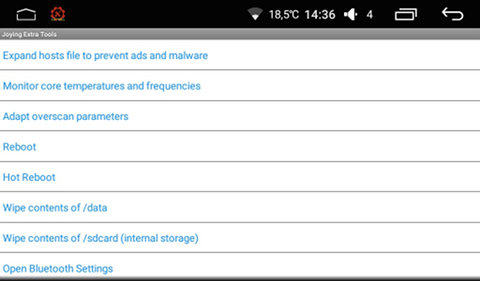 18,5°C 14:36 4
Joying Extra Tools
Expand hosts file to prevent ads and malware
Monitor core temperatures and frequencies
Adapt overscan parameters
Reboot
Hot Reboot
Wipe contents of /data
Wipe contents of /sdcard (internal storage)
Open Bluetooth Settings